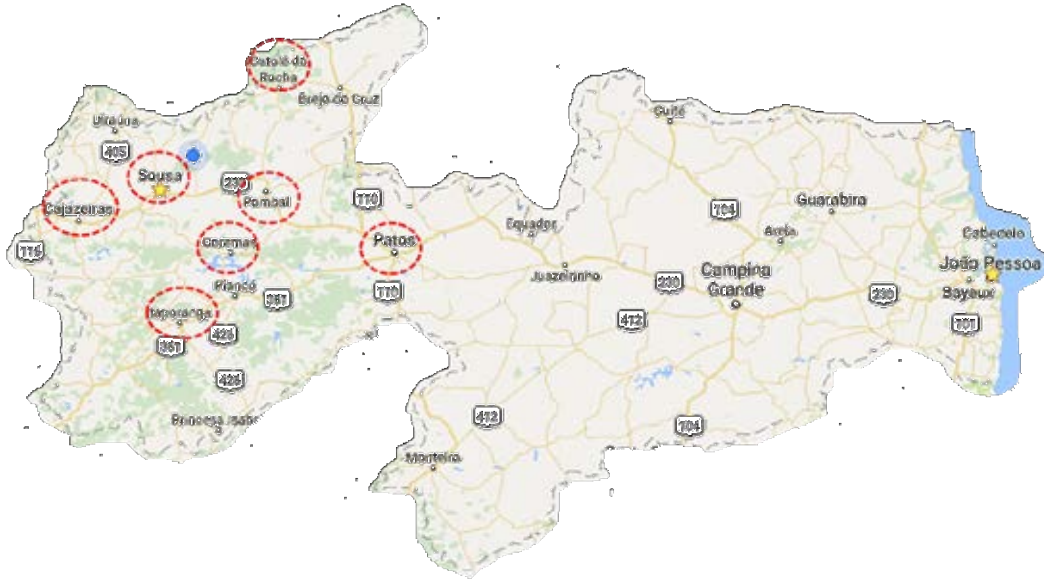 Catolé do
Rocha
Brejo do Cruz
Uiraúna
405
Sousa
230
Pombal
Cajazeiras
116
Coremas
Patos
110
Piancó
361
110
Itaporanga
426
361
426
Princesa Isabel
Cuité
104
Guarabira
Areia
Equador
Juazeirinho
Campina
Grande
230
230
412
412
104
Monteiro
Cabedelo
João Pessoa
Bayeux
101